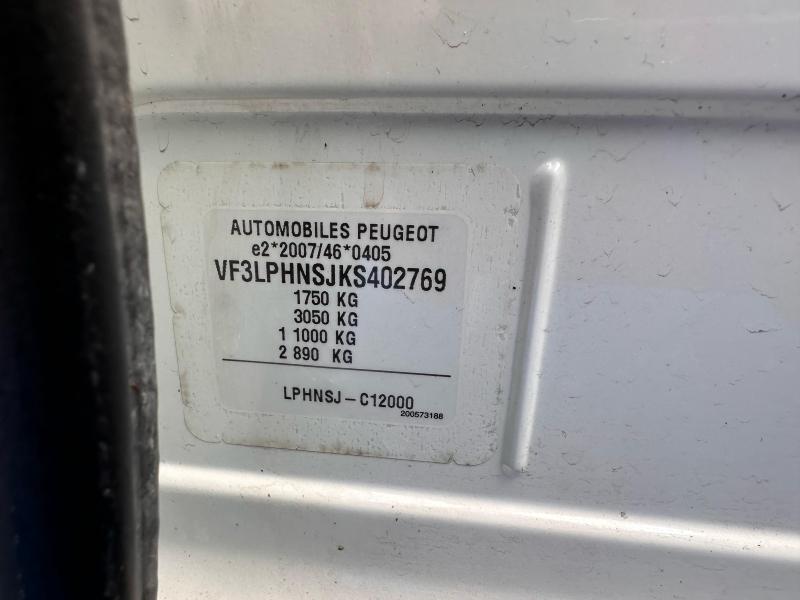 AUTOMOBILES PEUGEOT
e2*2007/46*0405
VF3LPHNSJKS402769
1750 KG
3050 KG
1 1000 KG
2 890 KG
LPHNSJ-C12000
200573188